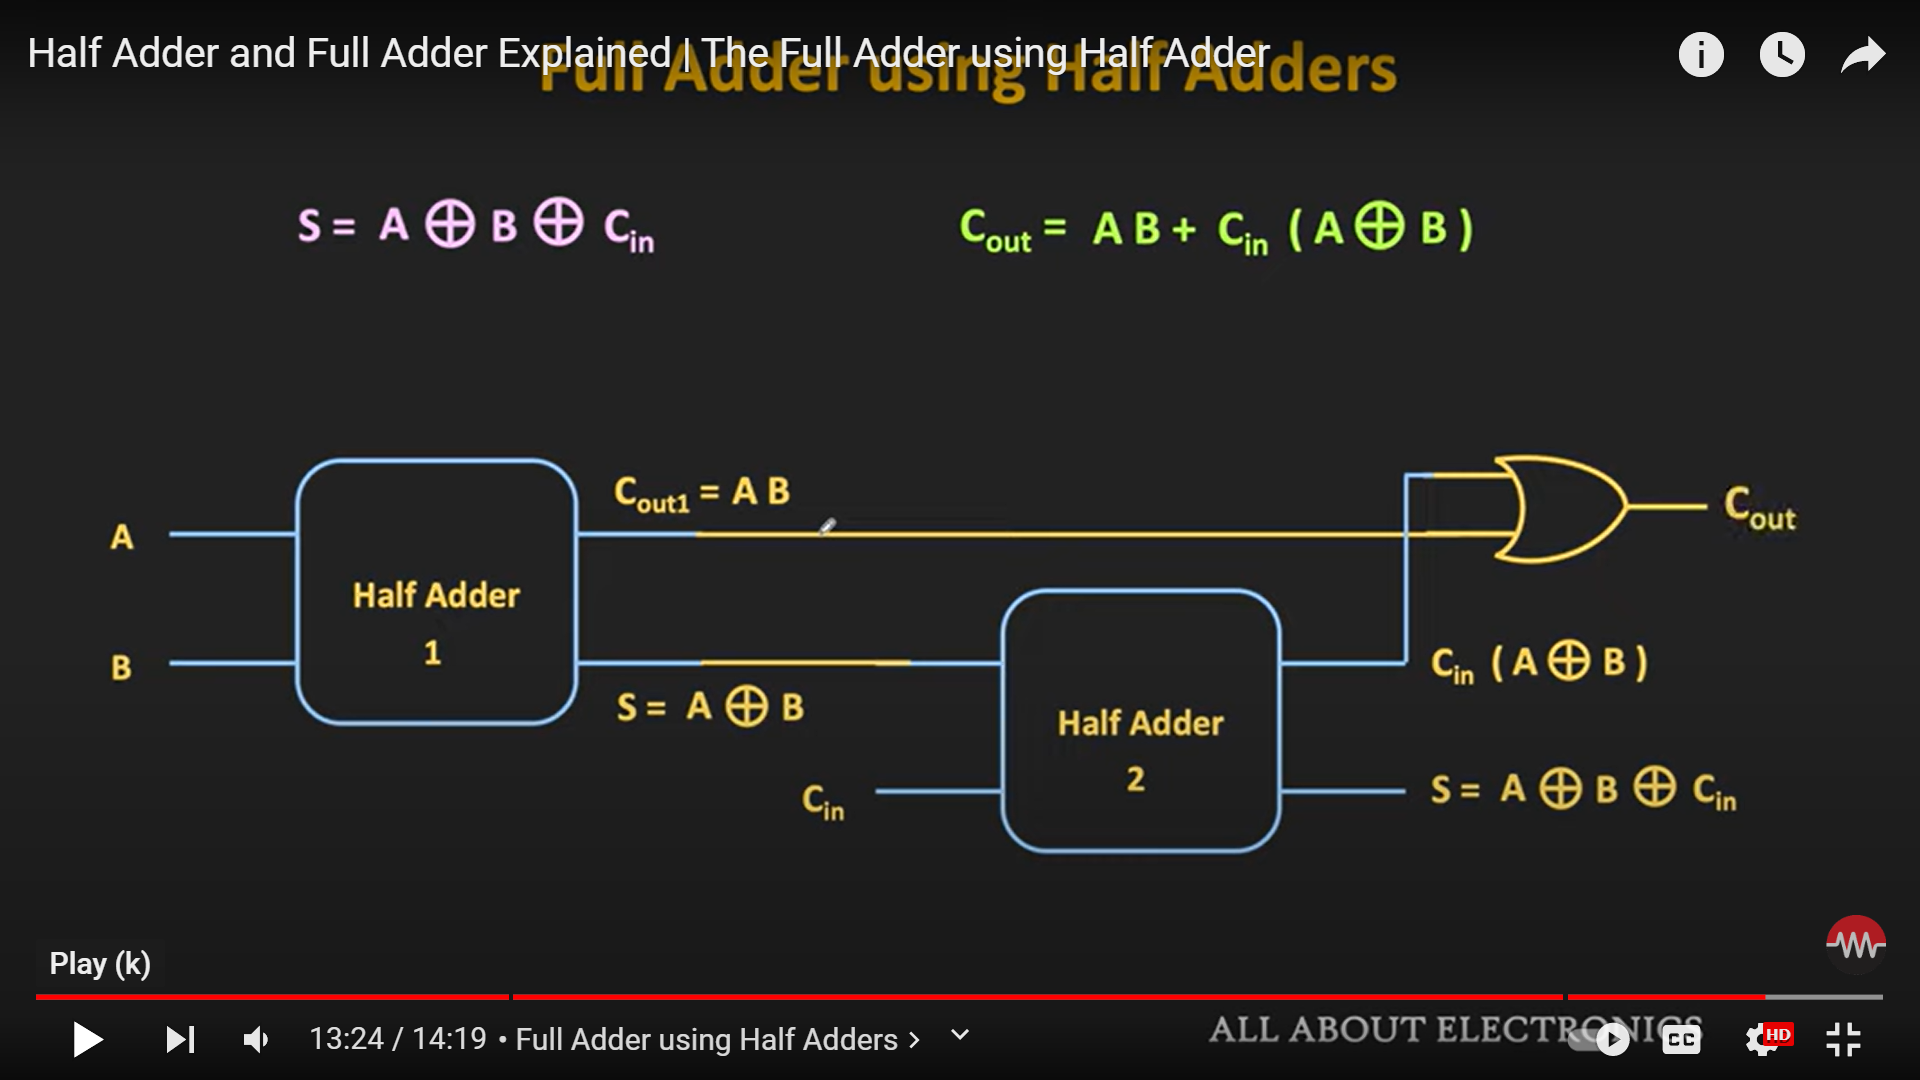 Half Adder and Full Adder Explained | The Full Adder using Half Adder
Full Adder using Half Adders
S = A ⊕ B ⊕ Cin
Cout = A B + Cin ( A ⊕ B )
Cout1 = A B
Cout
A
Half Adder
1
B
Cin ( A ⊕ B )
S = A ⊕ B
Half Adder
2
Cin
S = A ⊕ B ⊕ Cin
Play (k)
13:24 / 14:19 • Full Adder using Half Adders >
ALL ABOUT ELECTRONICS
CC
HD